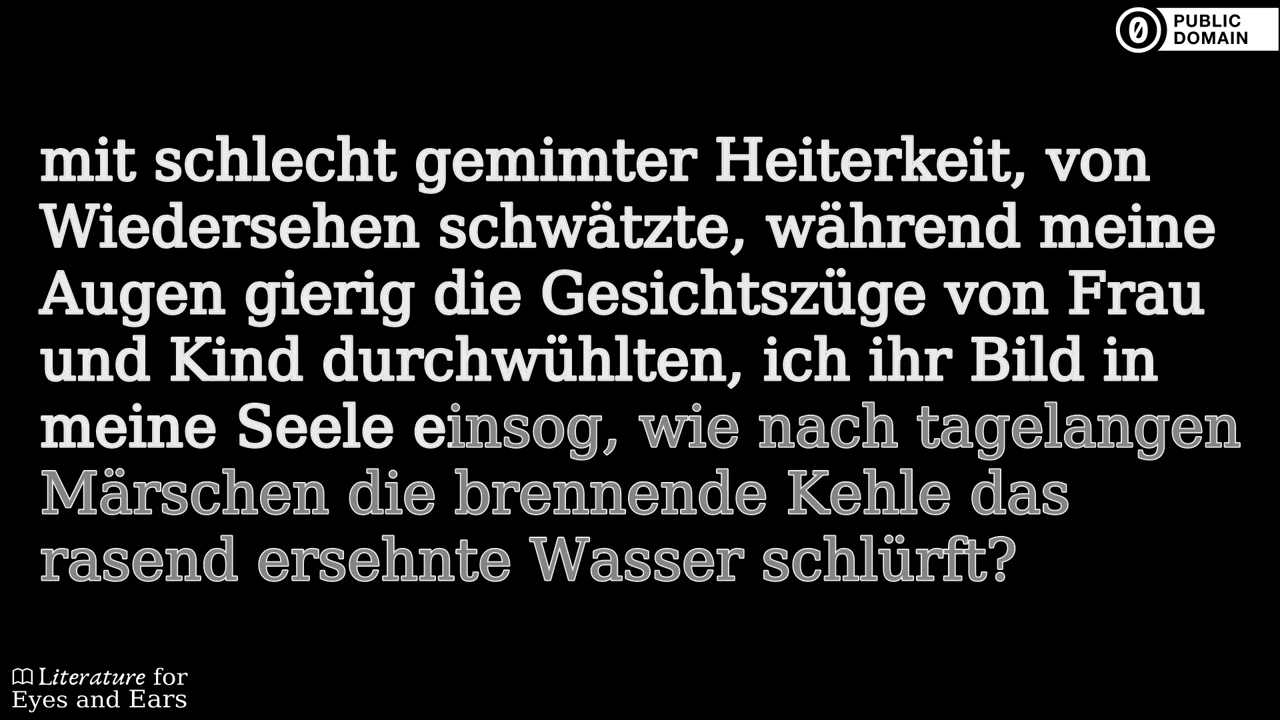 PUBLIC
DOMAIN
mit schlecht gemimter Heiterkeit, von
Wiedersehen schwätzte, während meine
Augen gierig die Gesichtszüge von Frau
und Kind durchwühlten, ich ihr Bild in
meine Seele einsog, wie nach tagelangen
Märschen die brennende Kehle das
rasend ersehnte Wasser schlürft?
Literature for
Eyes and Ears